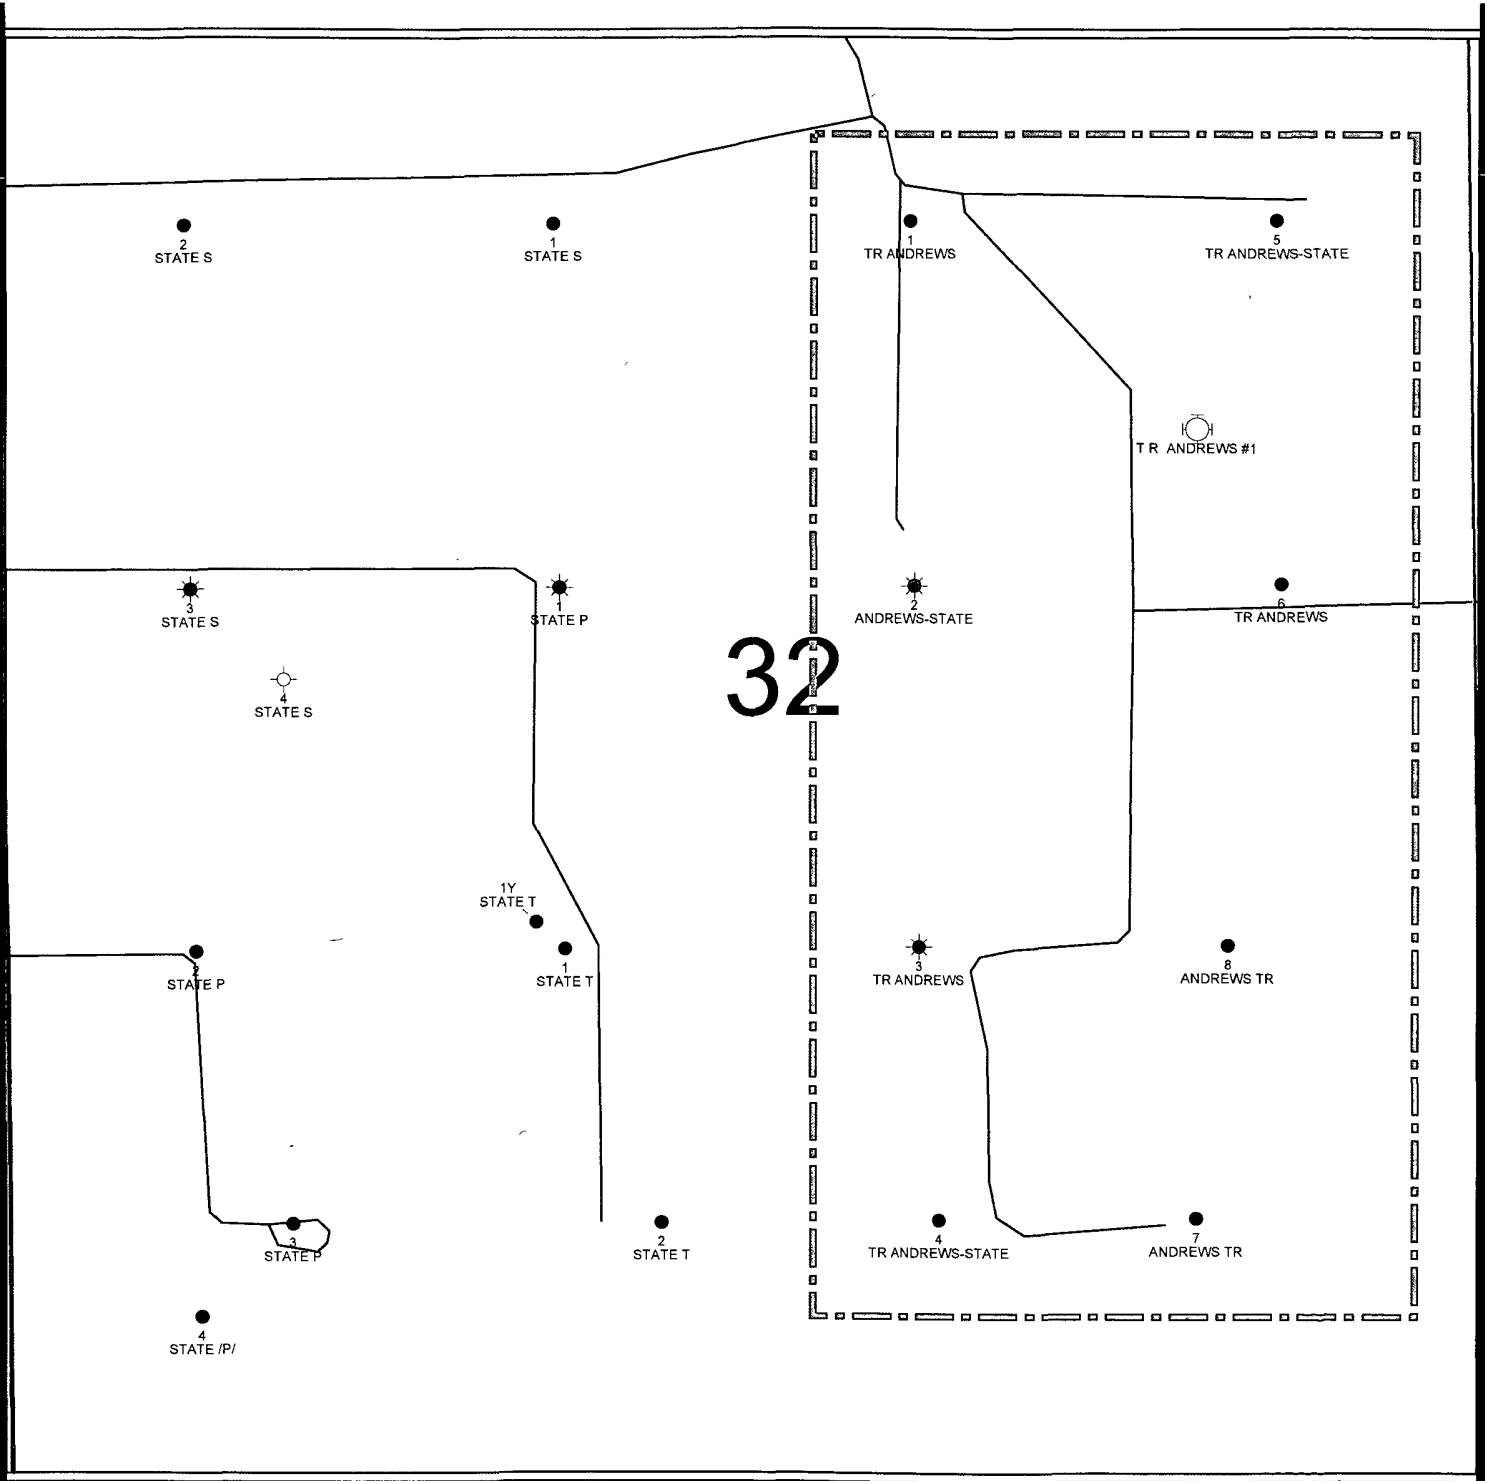 2
STATE S
1
STATE S
1
TR ANDREWS
5
TR ANDREWS-STATE
T R ANDREWS #1
3
STATE S
1
STATE P
2
ANDREWS-STATE
6
TR ANDREWS
32
4
STATE S
1Y
STATE T
2
STATE P
1
STATE T
3
TR ANDREWS
8
ANDREWS TR
3
STATE P
2
STATE T
4
TR ANDREWS-STATE
7
ANDREWS TR
4
STATE /P/